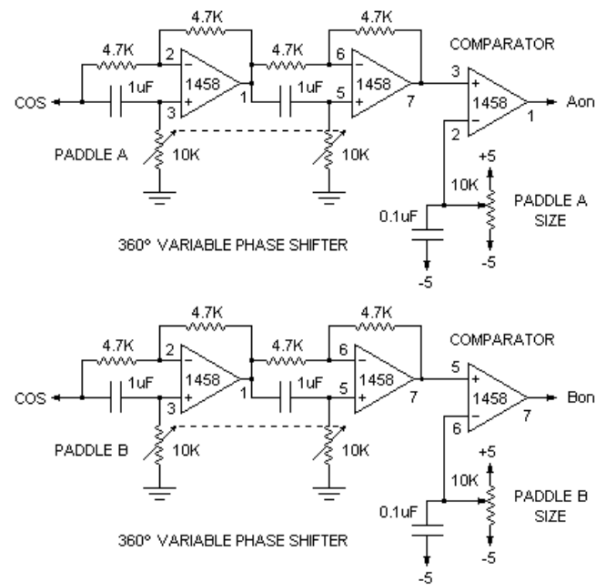 4.7K
4.7K
4.7K
4.7K
COMPARATOR
2
6
1uF
1458
1uF
1458
3
1458
COS
Aon
3
1
5
7
2
1
PADDLE A
10K
10K
+5
10K
PADDLE A
SIZE
0.1uF
-5
-5
360° VARIABLE PHASE SHIFTER
4.7K
4.7K
4.7K
4.7K
COMPARATOR
2
6
1uF
1458
1uF
1458
5
1458
COS
Bon
3
1
5
7
6
7
PADDLE B
10K
10K
+5
10K
PADDLE B
SIZE
0.1uF
-5
-5
360° VARIABLE PHASE SHIFTER